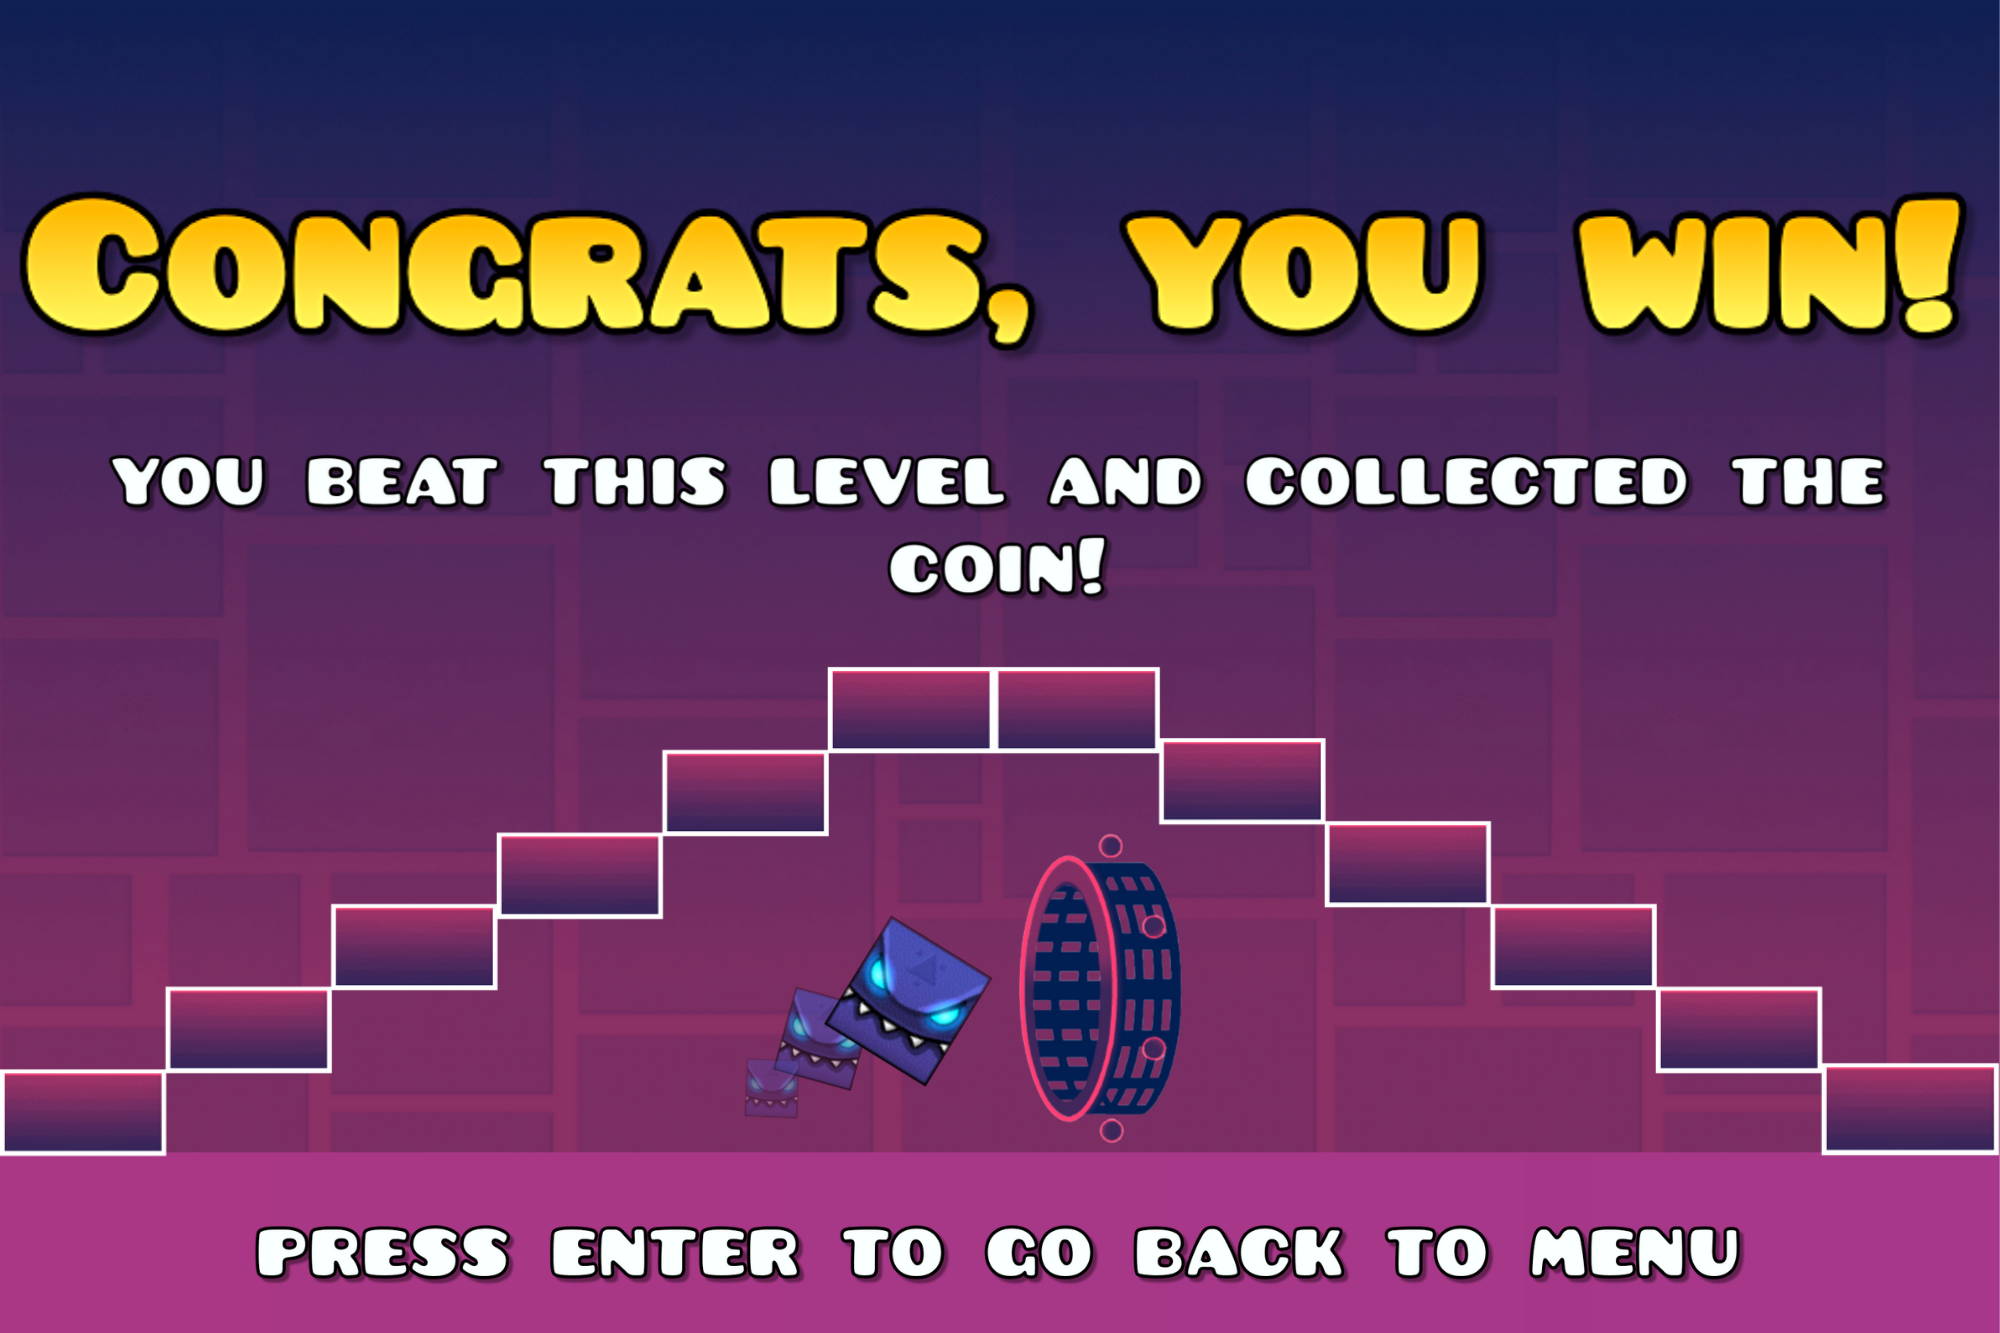 Congrats, you win!
you beat this level and collected the
coin!
press enter to go back to menu